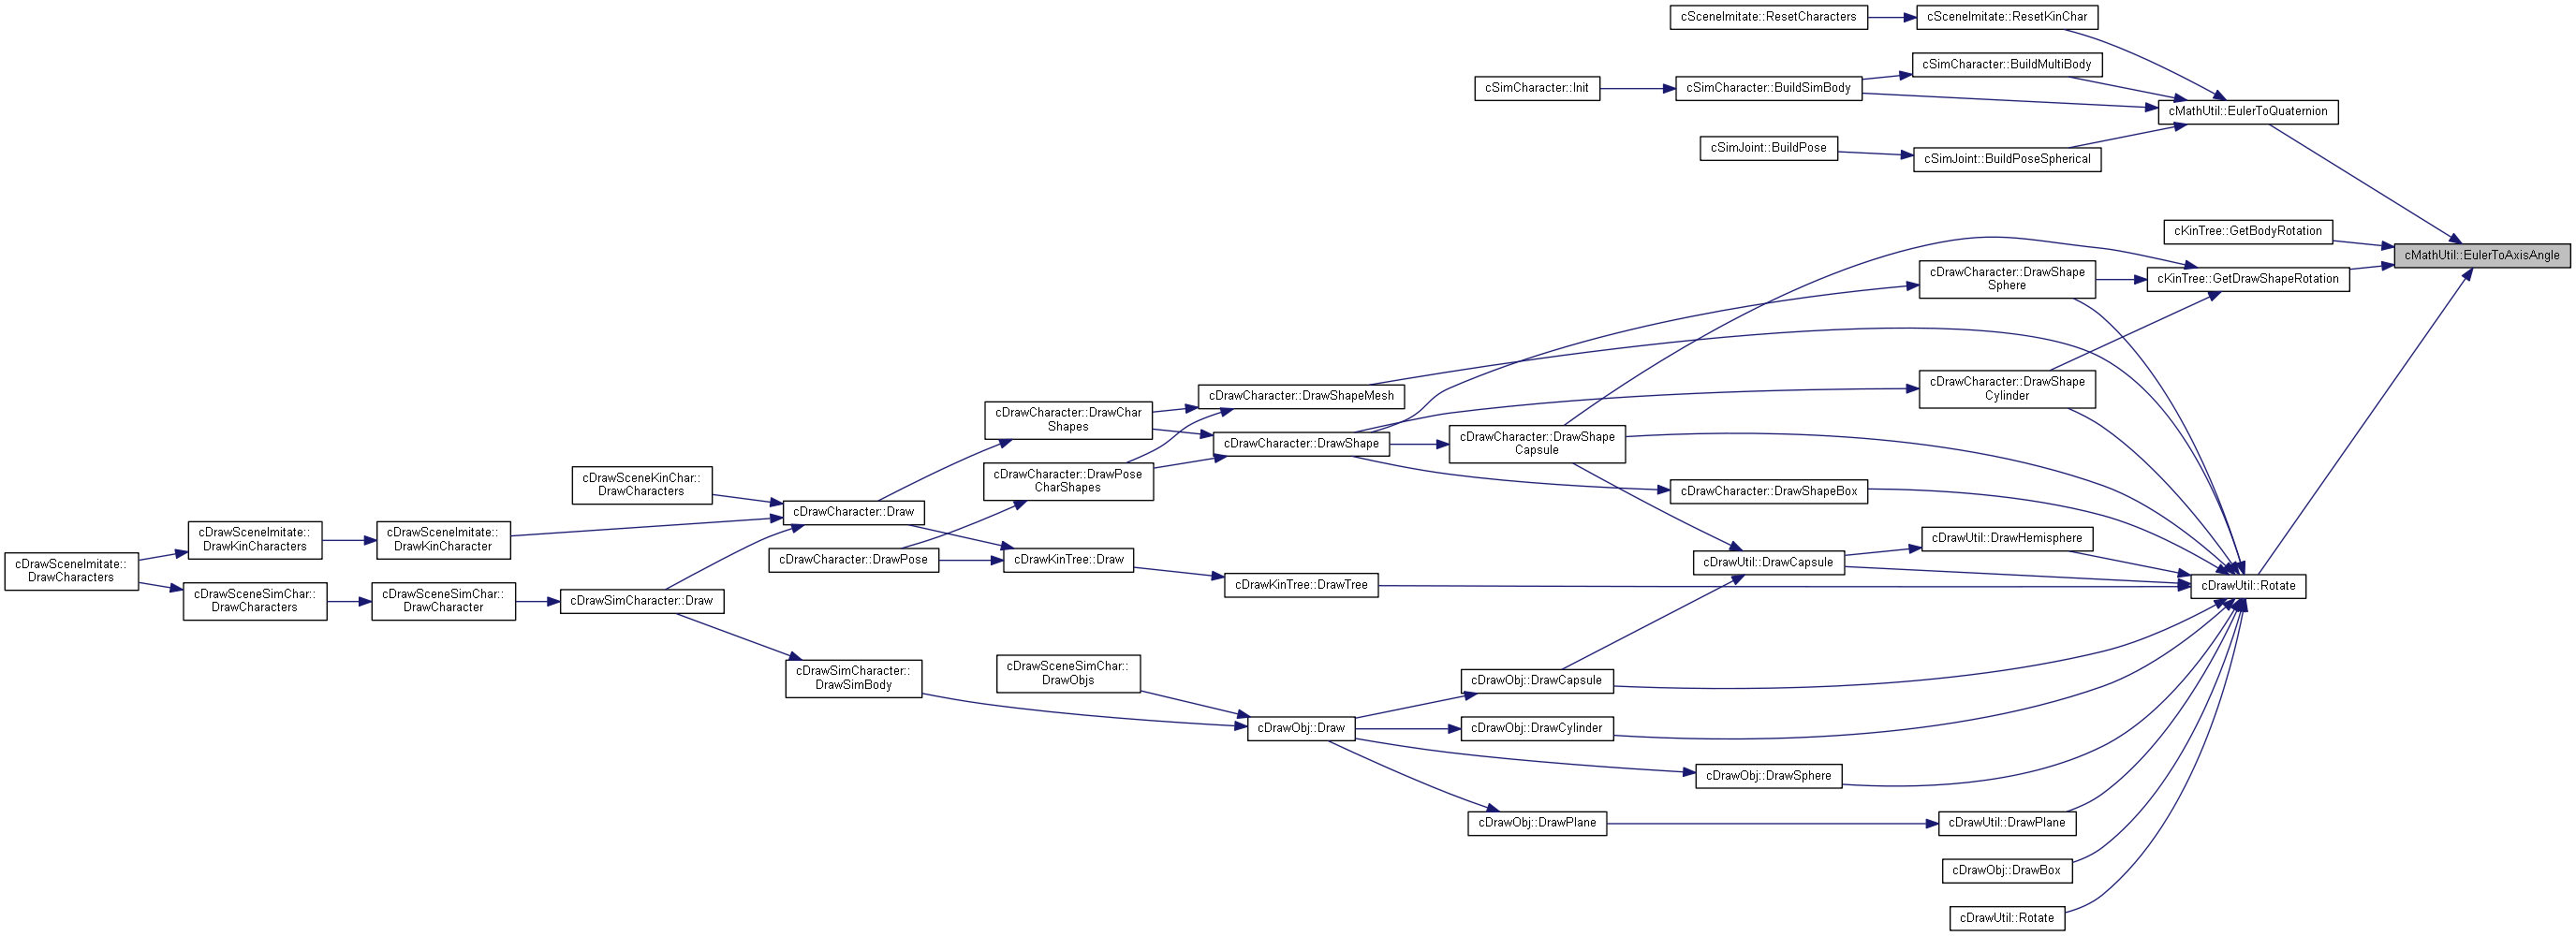 cSceneImitate::ResetCharacters
cSceneImitate::ResetKinChar
cSimCharacter::BuildMultiBody
cSimCharacter::Init
cSimCharacter::BuildSimBody
cMathUtil::EulerToQuaternion
cSimJoint::BuildPose
cSimJoint::BuildPoseSpherical
cKinTree::GetBodyRotation
cMathUtil::EulerToAxisAngle
cDrawCharacter::DrawShape
Sphere
cKinTree::GetDrawShapeRotation
cDrawCharacter::DrawShape
Cylinder
cDrawCharacter::DrawShapeMesh
cDrawCharacter::DrawChar
Shapes
cDrawCharacter::DrawShape
cDrawCharacter::DrawShape
Capsule
cDrawCharacter::DrawPose
CharShapes
cDrawSceneKinChar::
DrawCharacters
cDrawCharacter::DrawShapeBox
cDrawCharacter::Draw
cDrawSceneImitate::
DrawKinCharacters
cDrawSceneImitate::
DrawKinCharacter
cDrawUtil::DrawHemisphere
cDrawSceneImitate::
DrawCharacters
cDrawCharacter::DrawPose
cDrawKinTree::Draw
cDrawUtil::DrawCapsule
cDrawKinTree::DrawTree
cDrawUtil::Rotate
cDrawSceneSimChar::
DrawCharacters
cDrawSceneSimChar::
DrawCharacter
cDrawSimCharacter::Draw
cDrawSimCharacter::
DrawSimBody
cDrawSceneSimChar::
DrawObjs
cDrawObj::DrawCapsule
cDrawObj::Draw
cDrawObj::DrawCylinder
cDrawObj::DrawSphere
cDrawObj::DrawPlane
cDrawUtil::DrawPlane
cDrawObj::DrawBox
cDrawUtil::Rotate